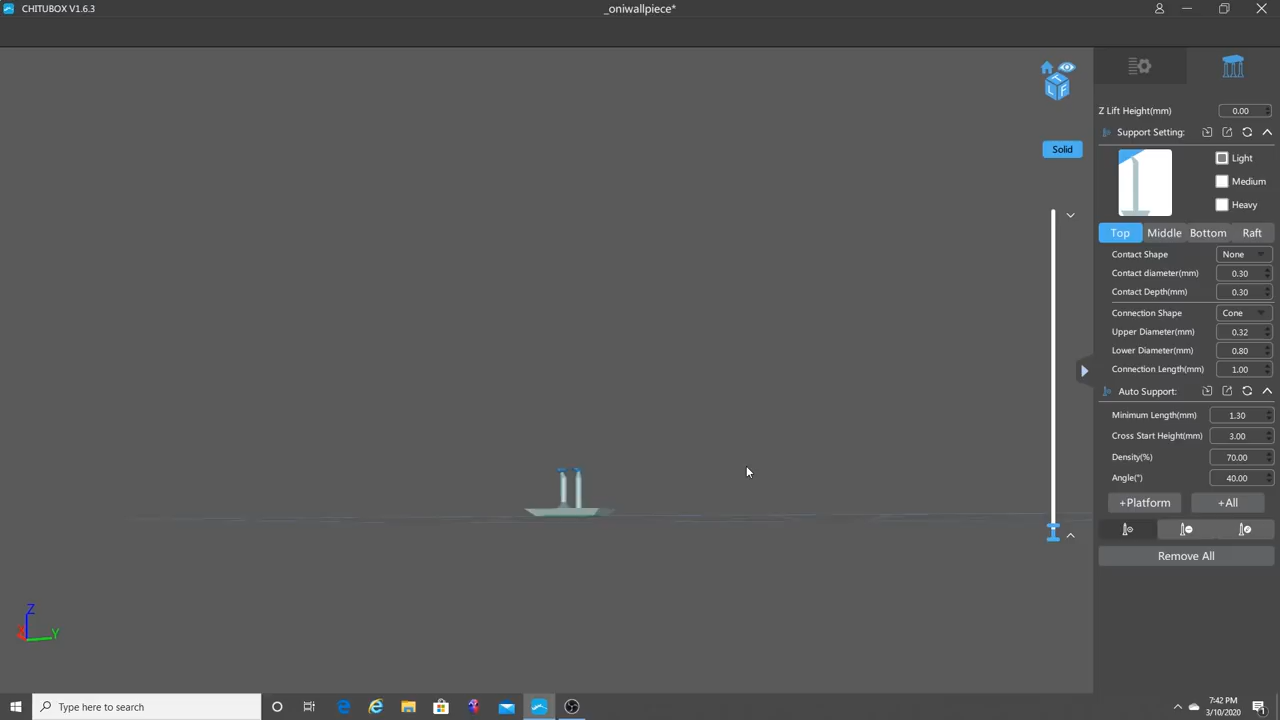 CHITUBOX V1.6.3
_oniwallpiece*
T
L F
Z Lift Height(mm) 0.00
Support Setting:
Solid
Light
Medium
Heavy
Top Middle Bottom Raft
Contact Shape None
Contact diameter(mm) 0.30
Contact Depth(mm) 0.30
Connection Shape Cone
Upper Diameter(mm) 0.32
Lower Diameter(mm) 0.80
Connection Length(mm) 1.00
Auto Support:
Minimum Length(mm) 1.30
Cross Start Height(mm) 3.00
Density(%) 70.00
Angle(°) 40.00
+Platform +All
Remove All
Z
X Y
Type here to search
7:42 PM
3/10/2020
1